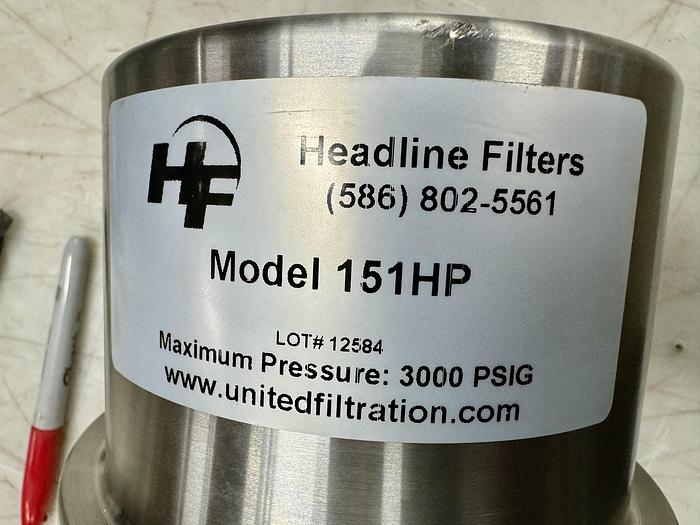 HF
Headline Filters
(586) 802-5561
Model 151HP
LOT# 12584
Maximum Pressure: 3000 PSIG
www.unitedfiltration.com